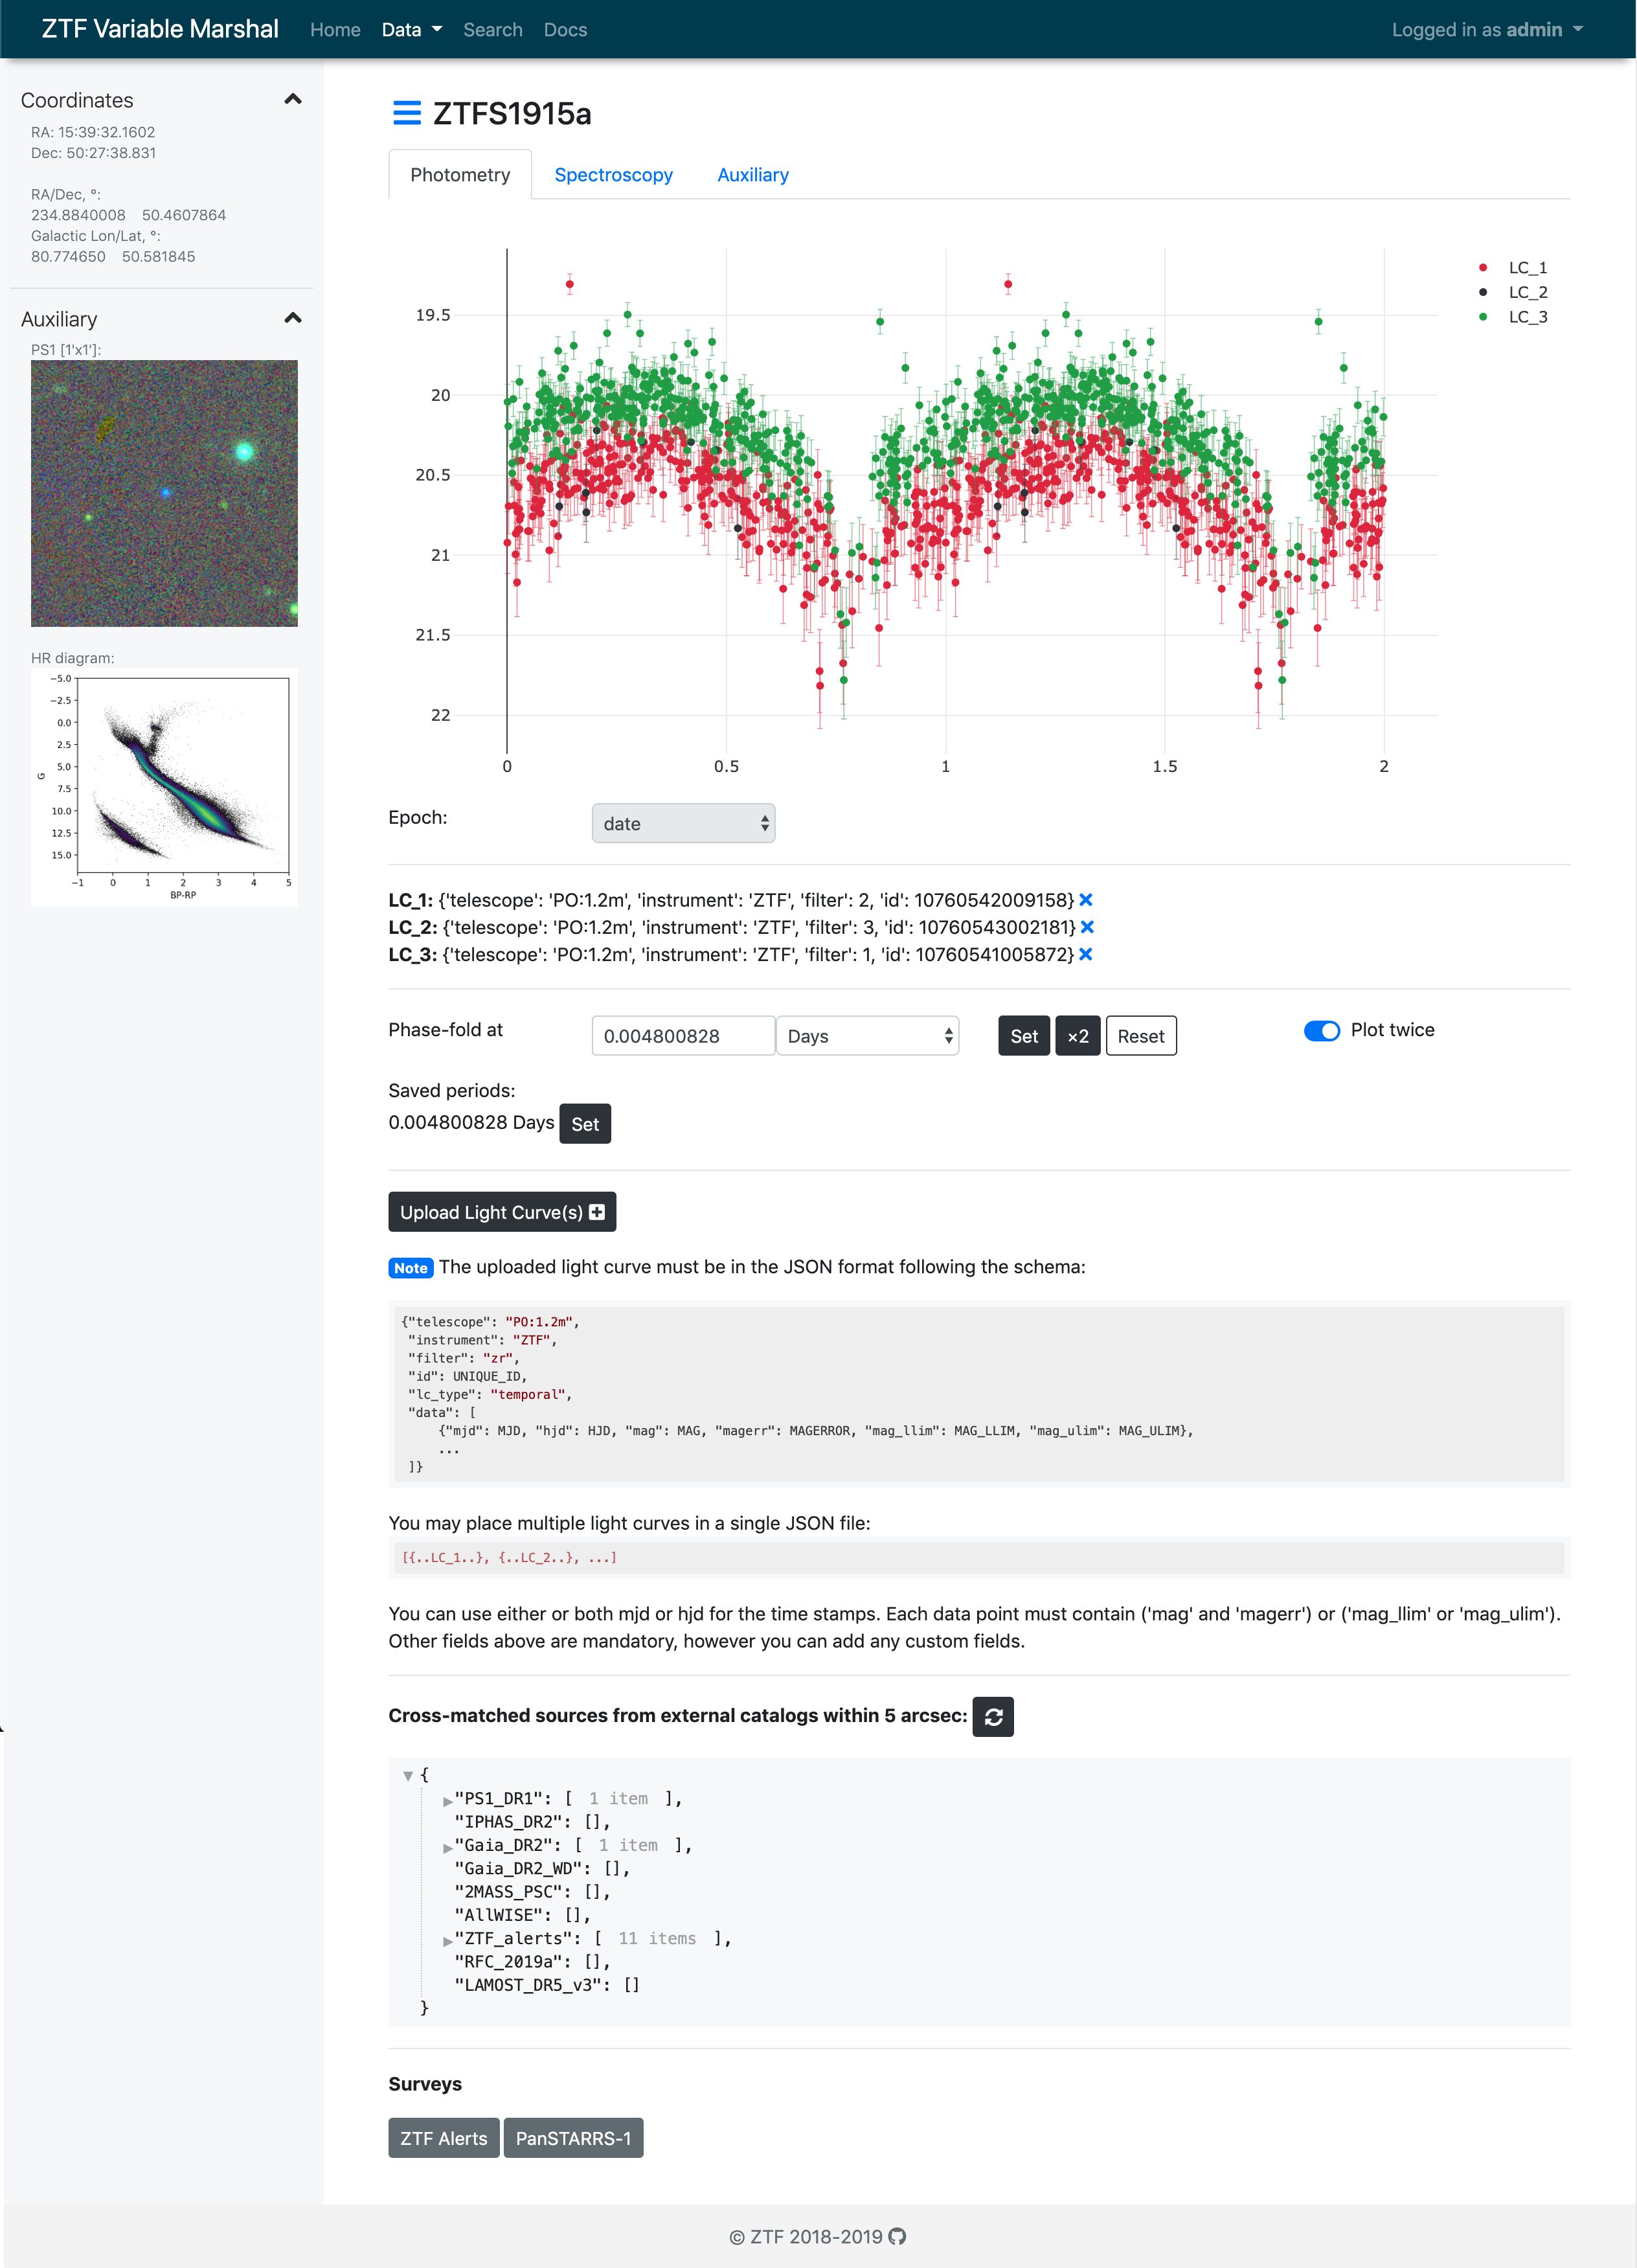 ZTF Variable Marshal Home Data Search Docs Logged in as admin
Coordinates
RA: 15:39:32.1602
Dec: 50:27:38.831
RA/Dec, °:
234.8840008 50.4607864
Galactic Lon/Lat, °:
80.774650 50.581845
Auxiliary
PS1 [1'x1']:
HR diagram:
−5.0
−2.5
0.0
2.5
5.0
7.5
10.0
12.5
15.0
G
−1 0 1 2 3 4 5
BP-RP
ZTFS1915a
Photometry Spectroscopy Auxiliary
LC_1
LC_2
LC_3
19.5
20
20.5
21
21.5
22
0 0.5 1 1.5 2
Epoch: date
LC_1: {'telescope': 'PO:1.2m', 'instrument': 'ZTF', 'filter': 2, 'id': 10760542009158}
LC_2: {'telescope': 'PO:1.2m', 'instrument': 'ZTF', 'filter': 3, 'id': 10760543002181}
LC_3: {'telescope': 'PO:1.2m', 'instrument': 'ZTF', 'filter': 1, 'id': 10760541005872}
Phase-fold at 0.004800828 Days Set ×2 Reset Plot twice
Saved periods:
0.004800828 Days Set
Upload Light Curve(s)
Note The uploaded light curve must be in the JSON format following the schema:
{"telescope": "PO:1.2m",
"instrument": "ZTF",
"filter": "zr",
"id": UNIQUE_ID,
"lc_type": "temporal",
"data": [
{"mjd": MJD, "hjd": HJD, "mag": MAG, "magerr": MAGERROR, "mag_llim": MAG_LLIM, "mag_ulim": MAG_ULIM},
...
]}
You may place multiple light curves in a single JSON file:
[{..LC_1..}, {..LC_2..}, ...]
You can use either or both mjd or hjd for the time stamps. Each data point must contain ('mag' and 'magerr') or ('mag_llim' or 'mag_ulim').
Other fields above are mandatory, however you can add any custom fields.
Cross-matched sources from external catalogs within 5 arcsec:
{
"PS1_DR1": [ 1 item ],
"IPHAS_DR2": [],
"Gaia_DR2": [ 1 item ],
"Gaia_DR2_WD": [],
"2MASS_PSC": [],
"AllWISE": [],
"ZTF_alerts": [ 11 items ],
"RFC_2019a": [],
"LAMOST_DR5_v3": []
}
Surveys
ZTF Alerts PanSTARRS-1
© ZTF 2018-2019